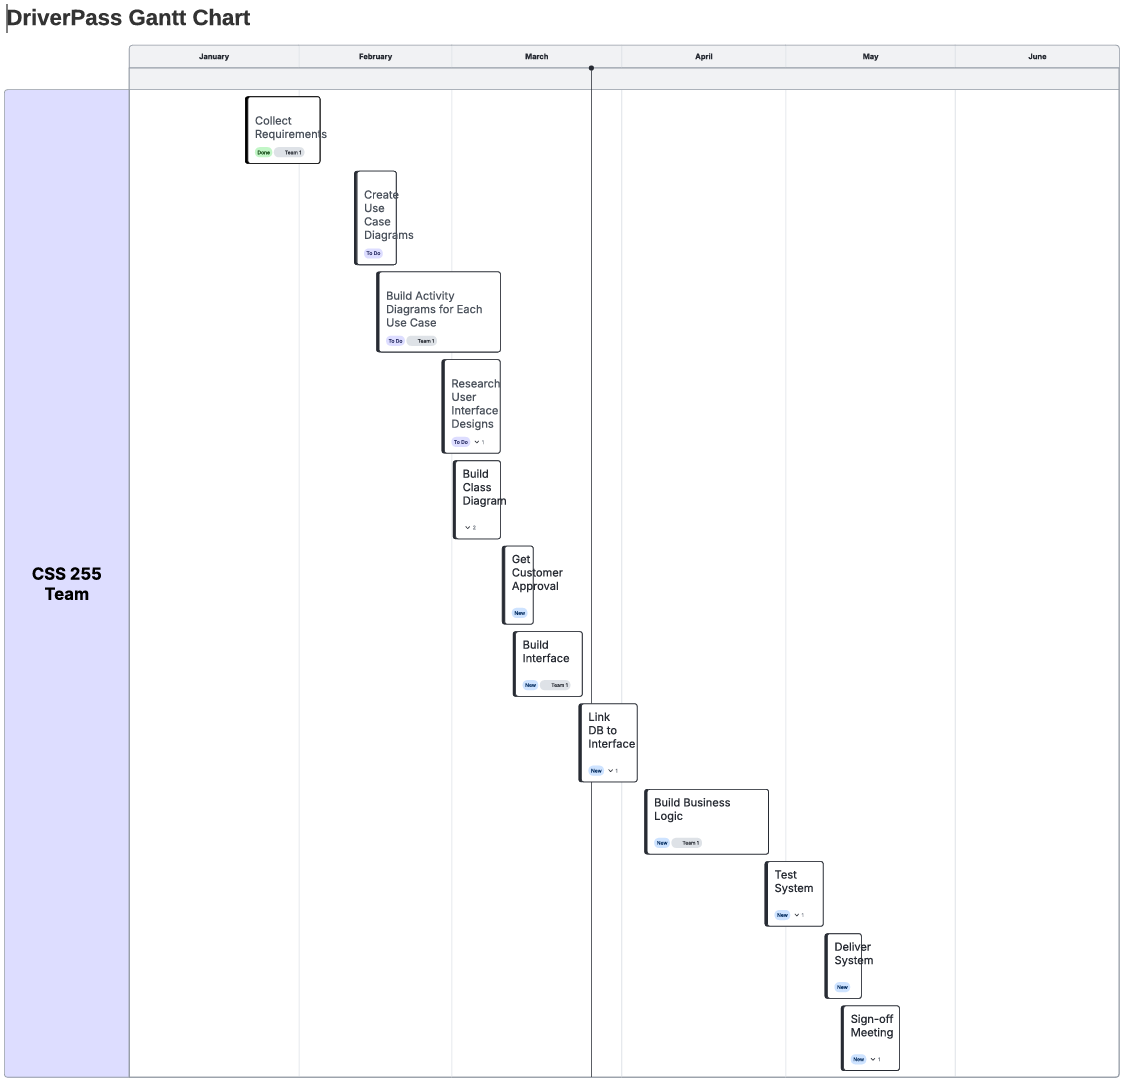 DriverPass Gantt Chart
January February March April May June
CSS 255
Team
Collect
Requirements
Done Team 1
Create
Use
Case
Diagrams
To Do
Build Activity
Diagrams for Each
Use Case
To Do Team 1
Research
User
Interface
Designs
To Do 1
Build
Class
Diagram
2
Get
Customer
Approval
New
Build
Interface
New Team 1
Link
DB to
Interface
New 1
Build Business
Logic
New Team 1
Test
System
New 1
Deliver
System
New
Sign-off
Meeting
New 1